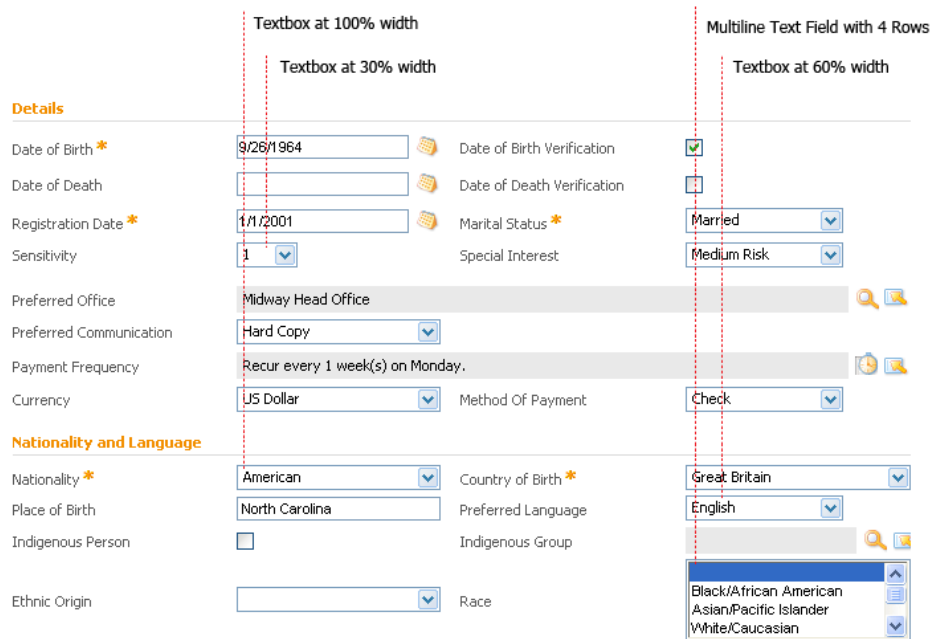 Textbox at 100% width
Multiline Text Field with 4 Rows
Textbox at 30% width
Textbox at 60% width
Details
Date of Birth * 9/26/1964 Date of Birth Verification
Date of Death Date of Death Verification
Registration Date * 1/1/2001 Marital Status * Married
Sensitivity 1 Special Interest Medium Risk
Preferred Office Midway Head Office
Preferred Communication Hard Copy
Payment Frequency Recur every 1 week(s) on Monday.
Currency US Dollar Method Of Payment Check
Nationality and Language
Nationality * American Country of Birth * Great Britain
Place of Birth North Carolina Preferred Language English
Indigenous Person Indigenous Group
Black/African American
Ethnic Origin Race Asian/Pacific Islander
White/Caucasian